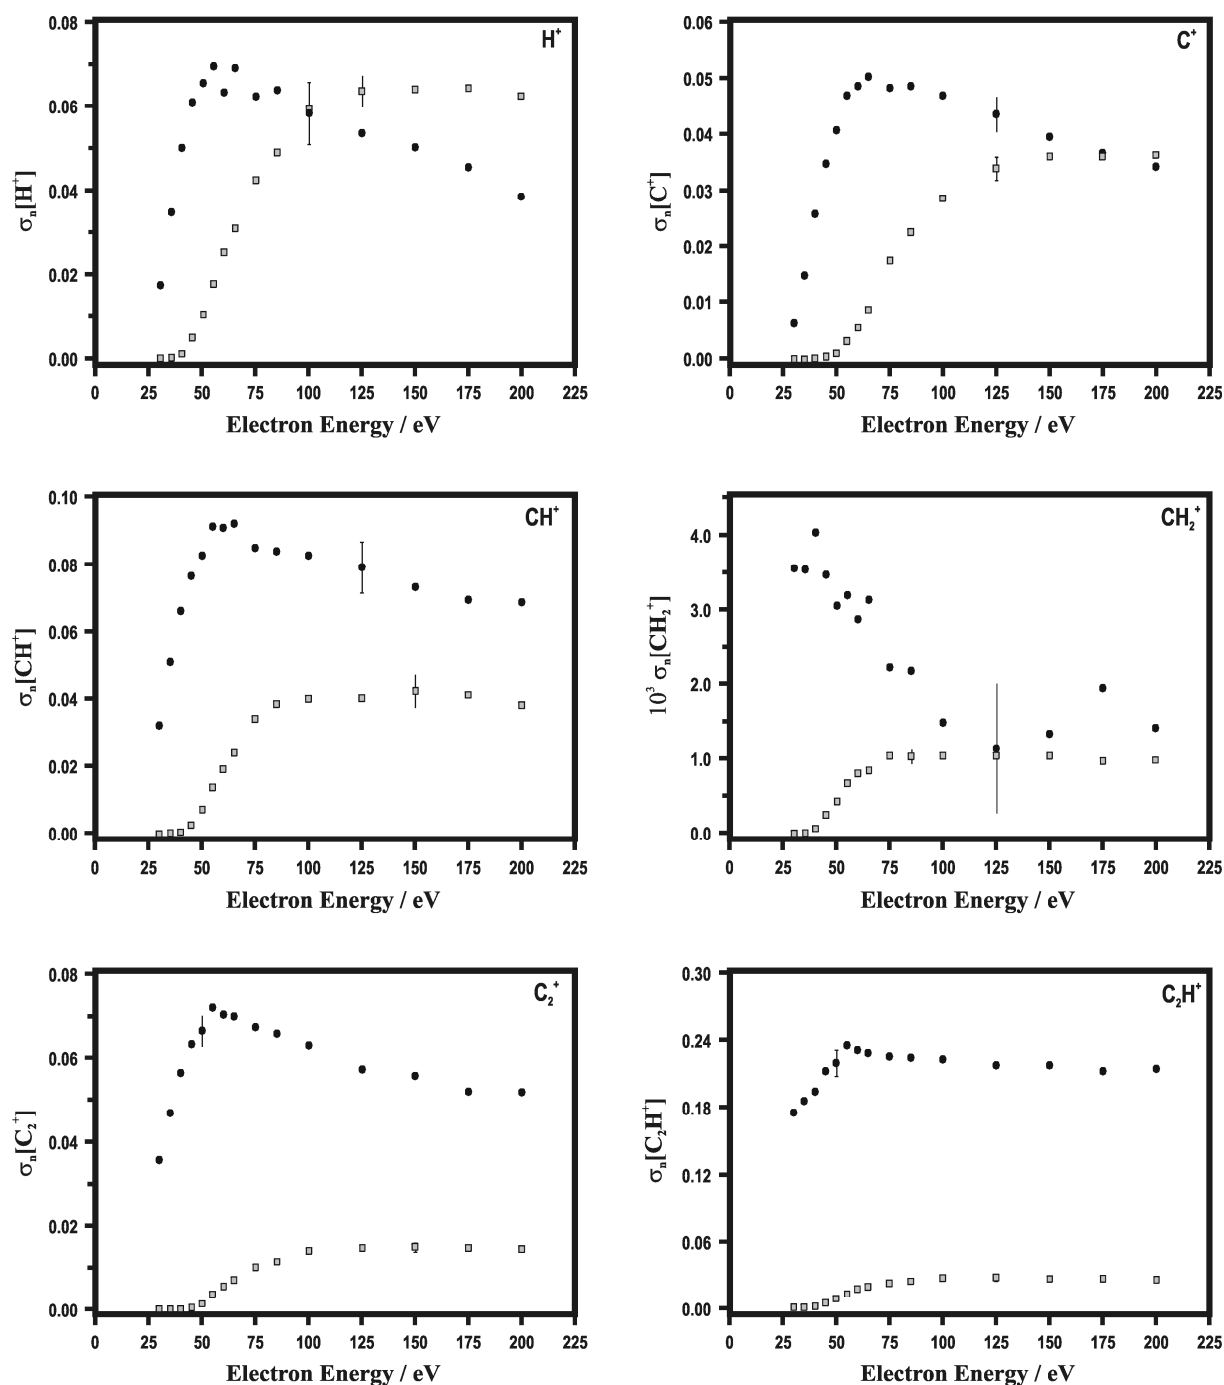 H⁺
σₙ[H⁺]
0.08
0.06
0.04
0.02
0.00
0 25 50 75 100 125 150 175 200 225
Electron Energy / eV
C⁺
σₙ[C⁺]
0.06
0.05
0.04
0.03
0.02
0.01
0.00
0 25 50 75 100 125 150 175 200 225
Electron Energy / eV
CH⁺
σₙ[CH⁺]
0.10
0.08
0.06
0.04
0.02
0.00
0 25 50 75 100 125 150 175 200 225
Electron Energy / eV
CH₂⁺
10³ σₙ[CH₂⁺]
4.0
3.0
2.0
1.0
0.0
0 25 50 75 100 125 150 175 200 225
Electron Energy / eV
C₂⁺
σₙ[C₂⁺]
0.08
0.06
0.04
0.02
0.00
0 25 50 75 100 125 150 175 200 225
Electron Energy / eV
C₂H⁺
σₙ[C₂H⁺]
0.30
0.24
0.18
0.12
0.06
0.00
0 25 50 75 100 125 150 175 200 225
Electron Energy / eV